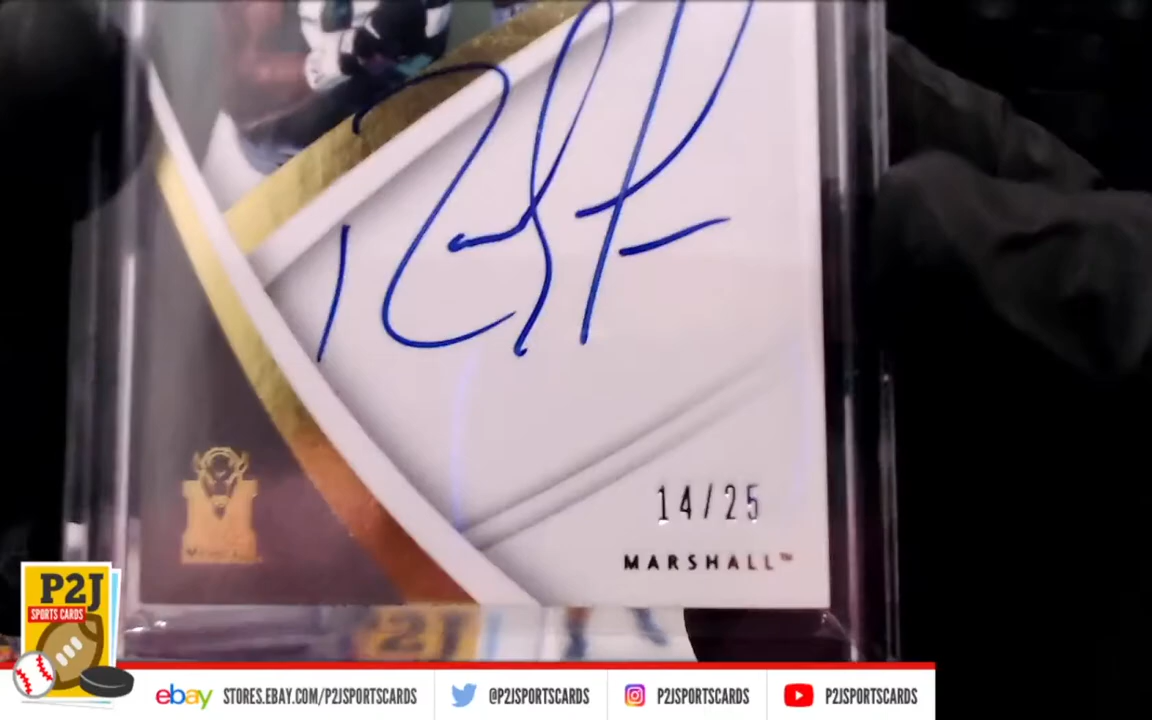 14/25
MARSHALL™
P2J
SPORTS CARDS
ebay STORES.EBAY.COM/P2JSPORTSCARDS
@P2JSPORTSCARDS
P2JSPORTSCARDS
P2JSPORTSCARDS